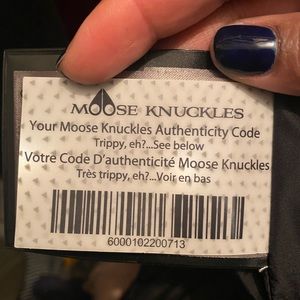 MOOSE KNUCKLES
Your Moose Knuckles Authenticity Code
Trippy, eh?...See below
Votre Code D'authenticité Moose Knuckles
Très trippy, eh?...Voir en bas
6000102200713